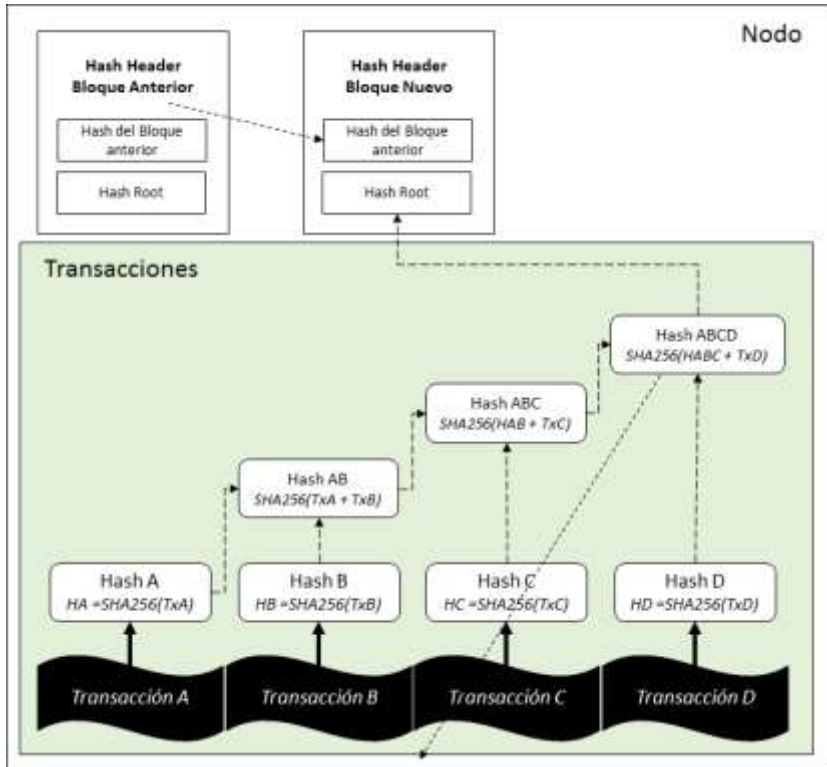 Nodo
Hash Header
Bloque Anterior
Hash del Bloque
anterior
Hash Root
Hash Header
Bloque Nuevo
Hash del Bloque
anterior
Hash Root
Transacciones
Hash ABCD
SHA256(HABC + TxD)
Hash ABC
SHA256(HAB + TxC)
Hash AB
SHA256(TxA + TxB)
Hash A
HA =SHA256(TxA)
Hash B
HB =SHA256(TxB)
Hash C
HC =SHA256(TxC)
Hash D
HD =SHA256(TxD)
Transacción A
Transacción B
Transacción C
Transacción D